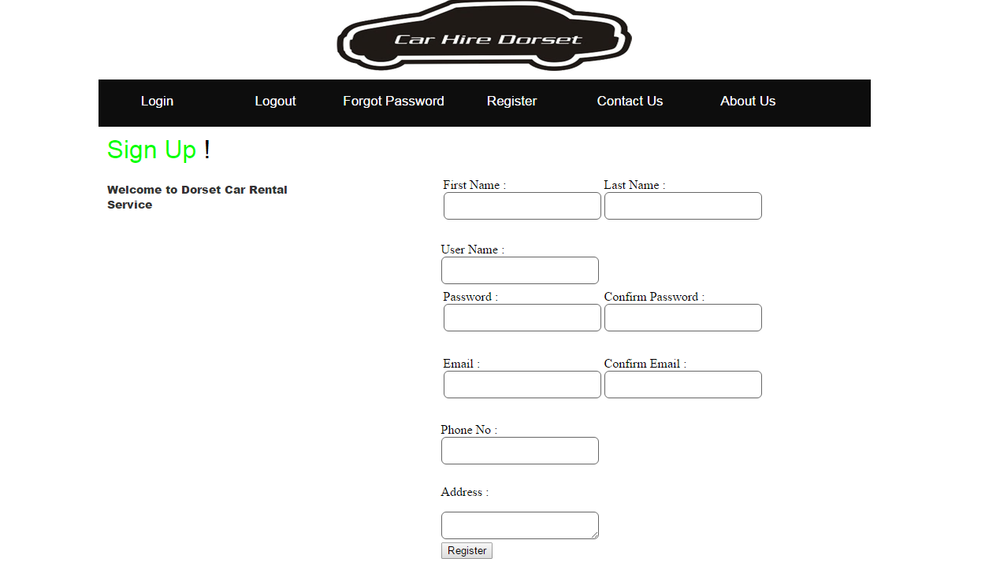 Car Hire Dorset
Login Logout Forgot Password Register Contact Us About Us
Sign Up !
Welcome to Dorset Car Rental
Service
First Name : Last Name :
User Name :
Password : Confirm Password :
Email : Confirm Email :
Phone No :
Address :
Register